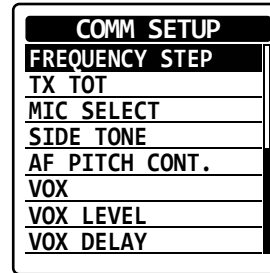 COMM SETUP
FREQUENCY STEP
TX TOT
MIC SELECT
SIDE TONE
AF PITCH CONT.
VOX
VOX LEVEL
VOX DELAY